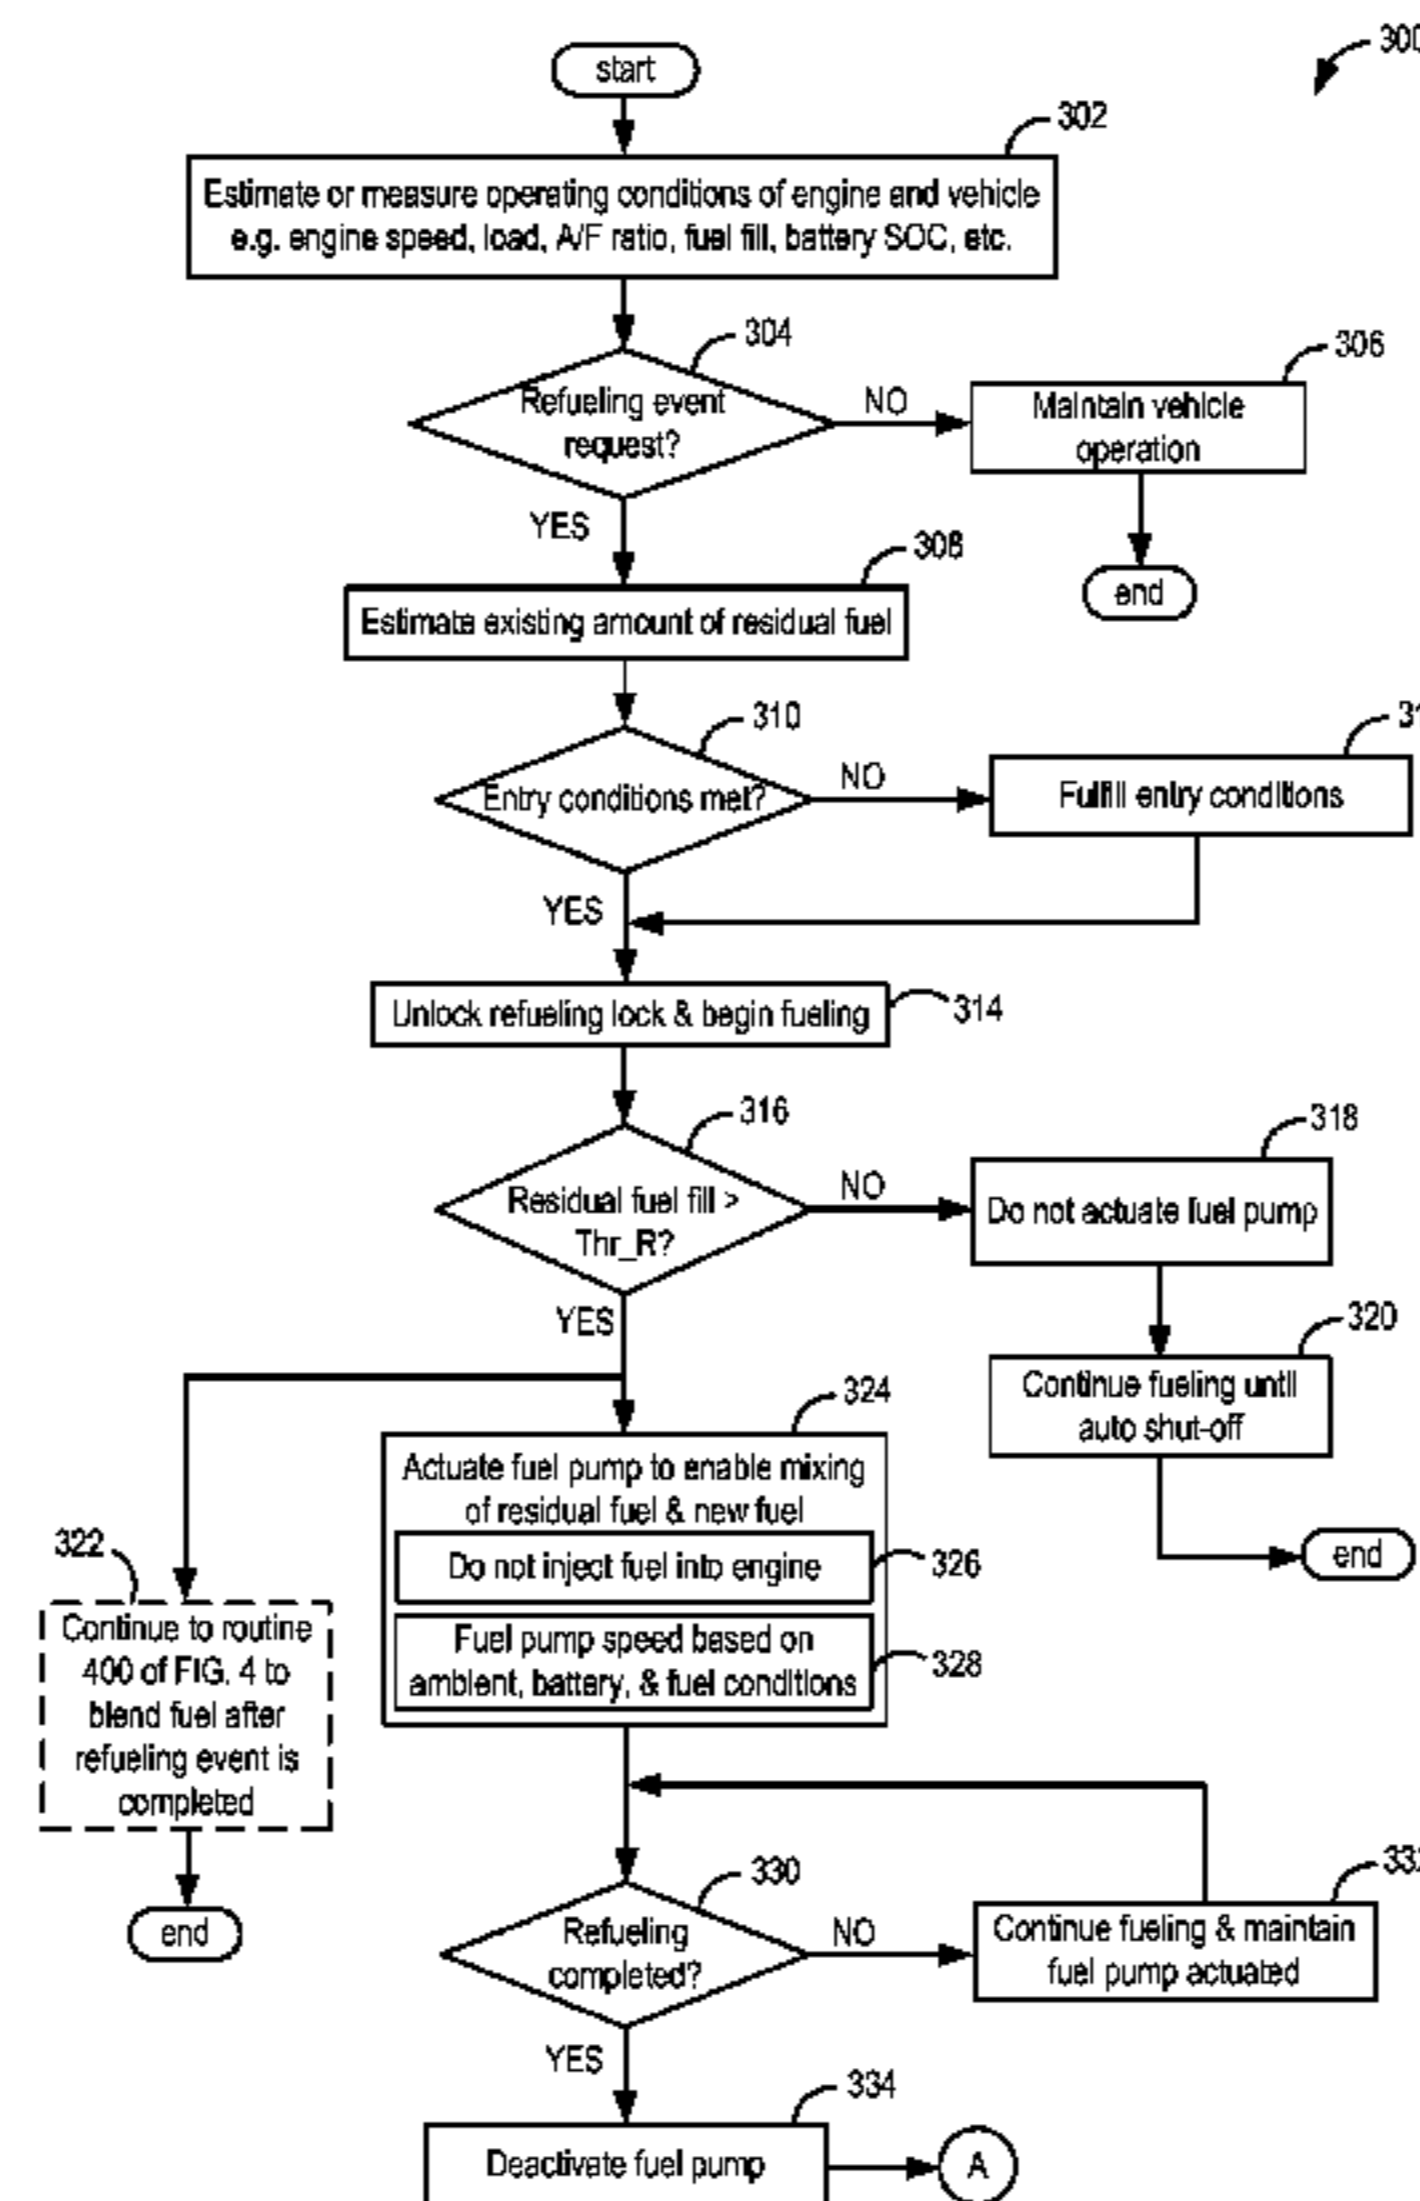 300
start
302
Estimate or measure operating conditions of engine and vehicle
e.g. engine speed, load, A/F ratio, fuel fill, battery SOC, etc.
304
Refueling event
request?
NO
306
Maintain vehicle
operation
YES
end
308
Estimate existing amount of residual fuel
310
Entry conditions met?
NO
31
Fulfill entry conditions
YES
Unlock refueling lock & begin fueling
314
316
Residual fuel fill >
Thr_R?
NO
318
Do not actuate fuel pump
YES
320
Continue fueling until
auto shut-off
end
324
Actuate fuel pump to enable mixing
of residual fuel & new fuel
Do not inject fuel into engine
326
Fuel pump speed based on
ambient, battery, & fuel conditions
328
322
Continue to routine
400 of FIG. 4 to
blend fuel after
refueling event is
completed
end
330
Refueling
completed?
NO
332
Continue fueling & maintain
fuel pump actuated
YES
334
Deactivate fuel pump
A